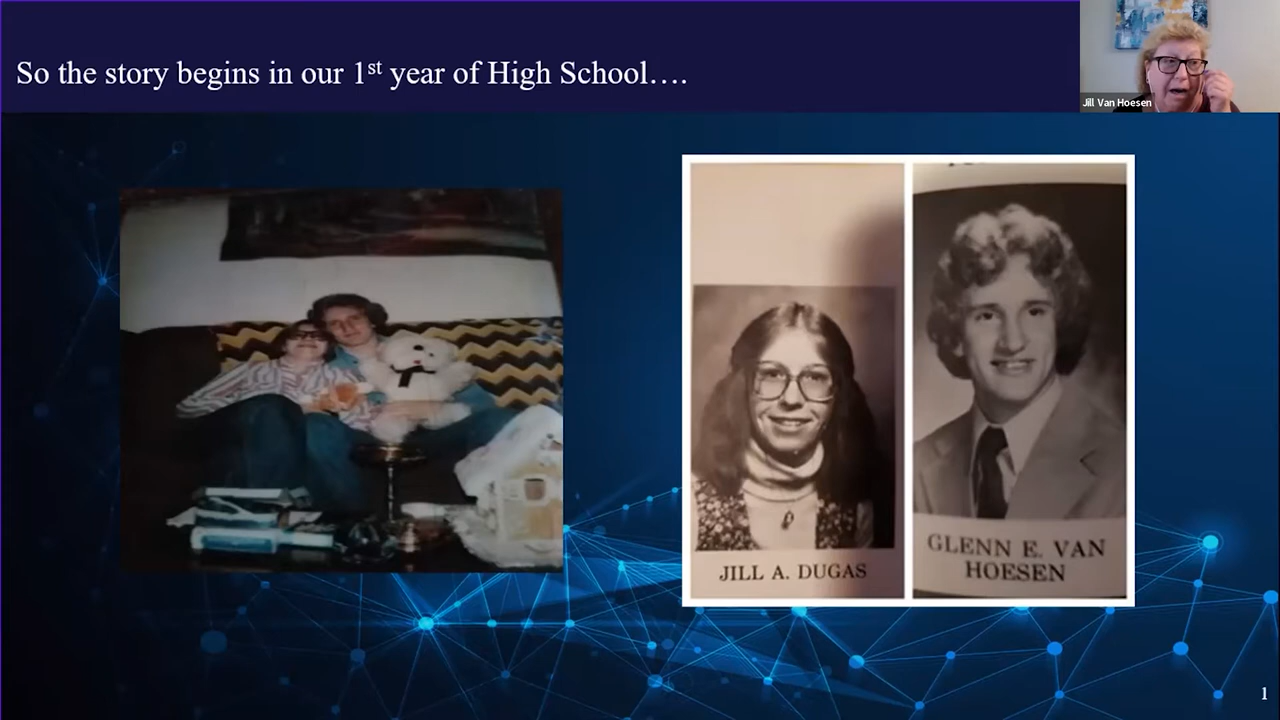 So the story begins in our 1st year of High School….
Jill Van Hoesen
JILL A. DUGAS
GLENN E. VAN
HOESEN
1